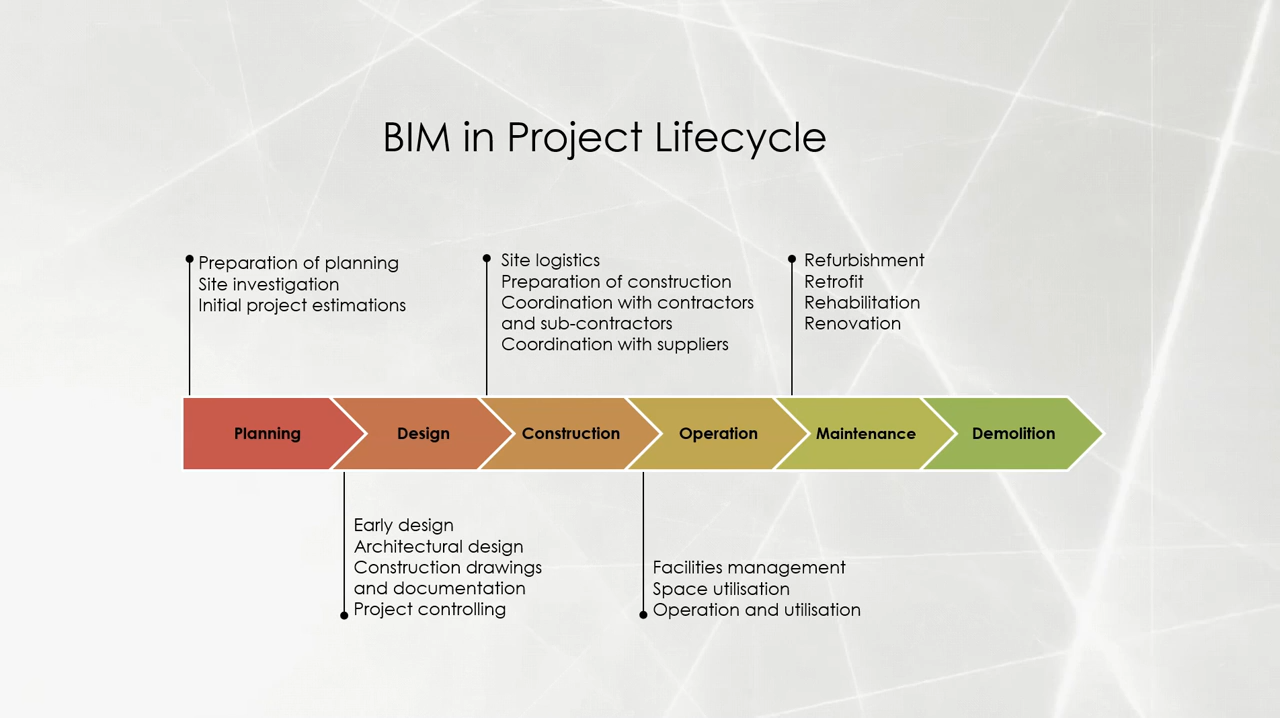 BIM in Project Lifecycle
Preparation of planning
Site investigation
Initial project estimations
Site logistics
Preparation of construction
Coordination with contractors
and sub-contractors
Coordination with suppliers
Refurbishment
Retrofit
Rehabilitation
Renovation
Planning
Design
Construction
Operation
Maintenance
Demolition
Early design
Architectural design
Construction drawings
and documentation
Project controlling
Facilities management
Space utilisation
Operation and utilisation